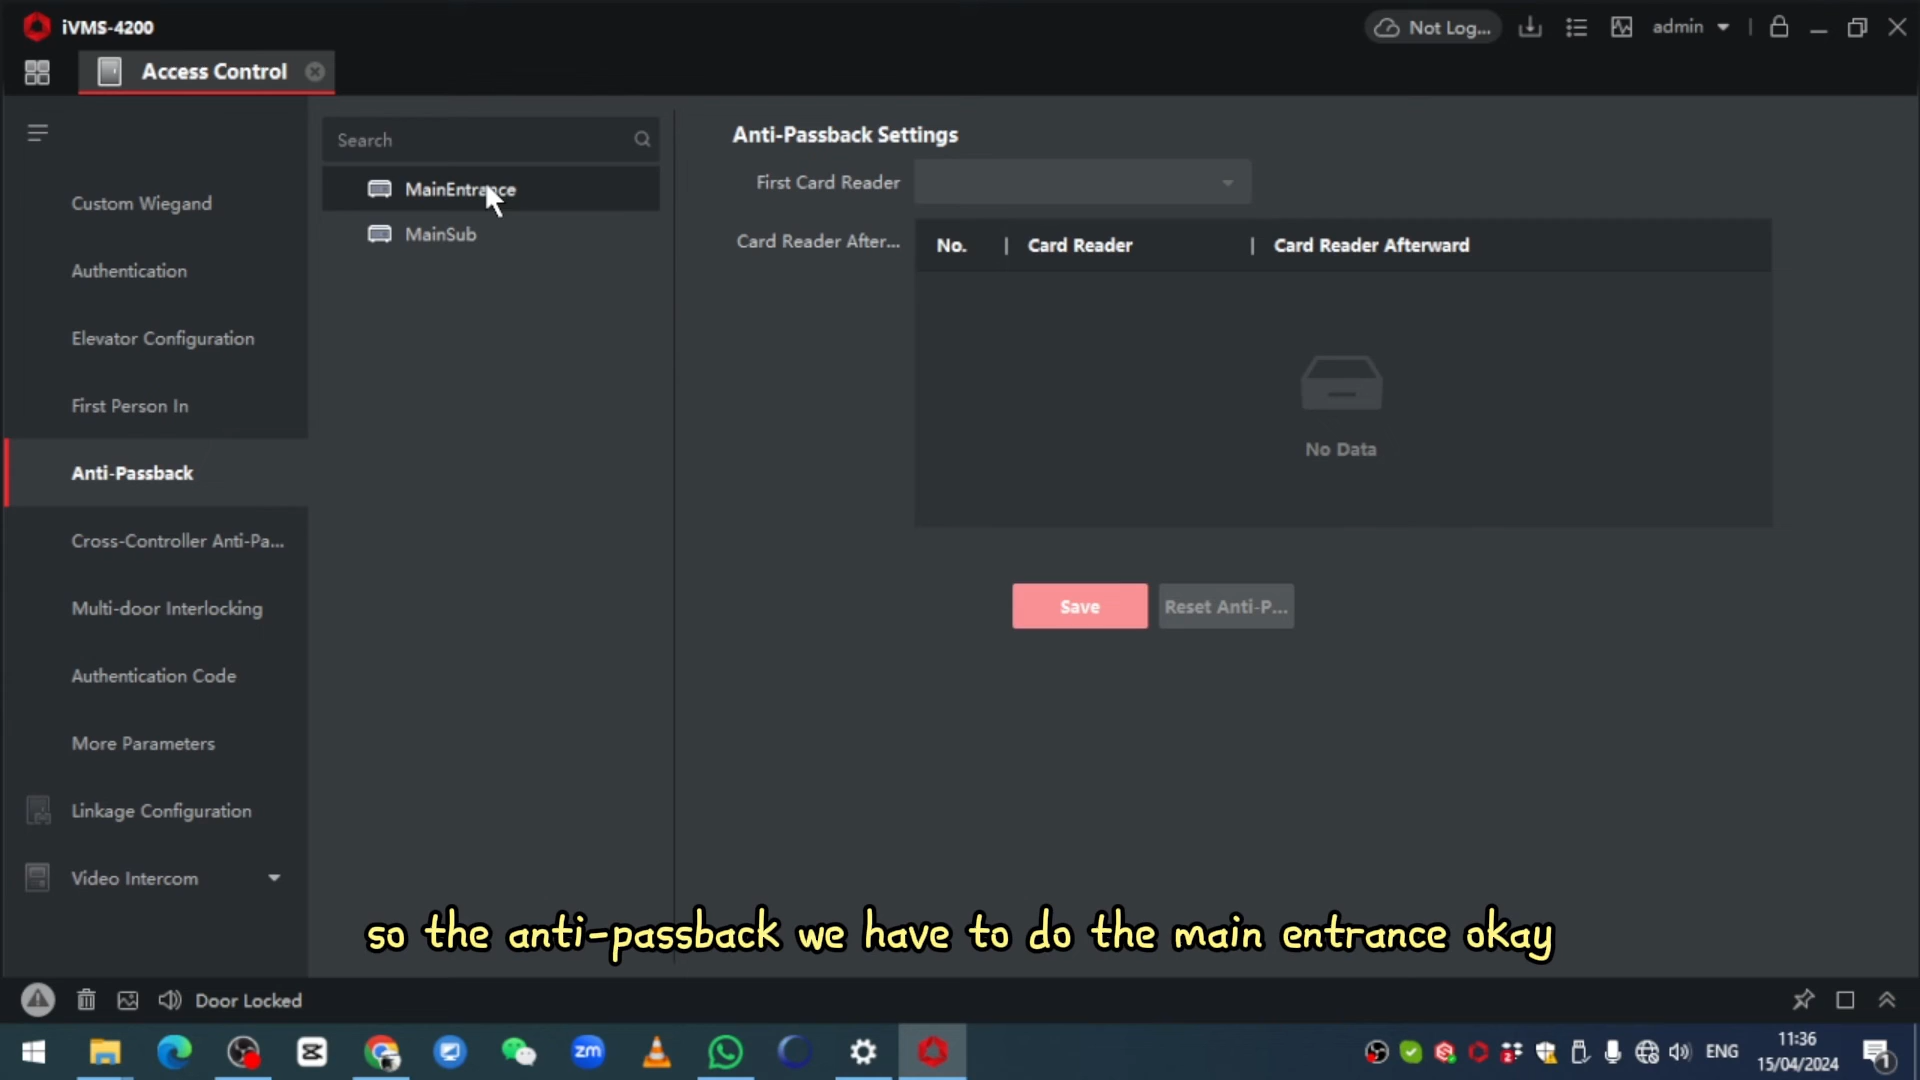 iVMS-4200
Not Log...
admin
Access Control
Search
MainEntrance
MainSub
Custom Wiegand
Authentication
Elevator Configuration
First Person In
Anti-Passback
Cross-Controller Anti-Pa...
Multi-door Interlocking
Authentication Code
More Parameters
Linkage Configuration
Video Intercom
Anti-Passback Settings
First Card Reader
Card Reader After...
No. | Card Reader | Card Reader Afterward
No Data
Save
Reset Anti-P...
so the anti-passback we have to do the main entrance okay
Door Locked
zm
2
ENG
11:36
15/04/2024
1